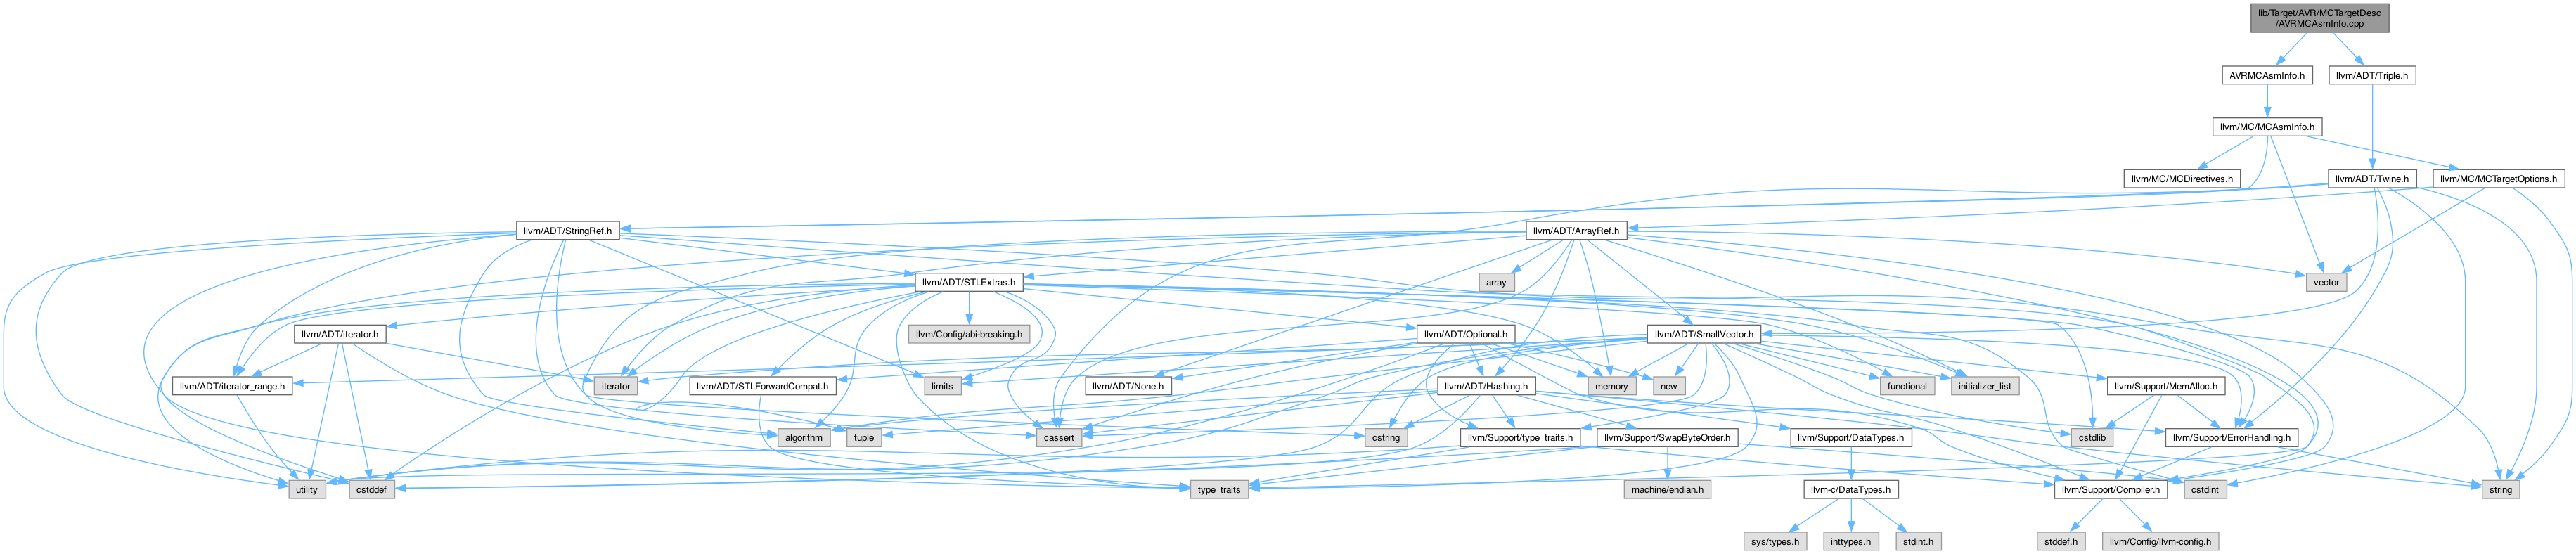 lib/Target/AVR/MCTargetDesc
/AVRMCAsmInfo.cpp
AVRMCAsmInfo.h
llvm/ADT/Triple.h
llvm/MC/MCAsmInfo.h
llvm/MC/MCDirectives.h
llvm/ADT/Twine.h
llvm/MC/MCTargetOptions.h
llvm/ADT/StringRef.h
llvm/ADT/ArrayRef.h
llvm/ADT/STLExtras.h
array
vector
llvm/ADT/iterator.h
llvm/Config/abi-breaking.h
llvm/ADT/Optional.h
llvm/ADT/SmallVector.h
llvm/ADT/iterator_range.h
iterator
llvm/ADT/STLForwardCompat.h
limits
llvm/ADT/None.h
llvm/ADT/Hashing.h
memory
new
functional
initializer_list
llvm/Support/MemAlloc.h
algorithm
tuple
cassert
cstring
llvm/Support/type_traits.h
llvm/Support/SwapByteOrder.h
llvm/Support/DataTypes.h
cstdlib
llvm/Support/ErrorHandling.h
utility
cstddef
type_traits
machine/endian.h
llvm-c/DataTypes.h
llvm/Support/Compiler.h
cstdint
string
sys/types.h
inttypes.h
stdint.h
stddef.h
llvm/Config/llvm-config.h